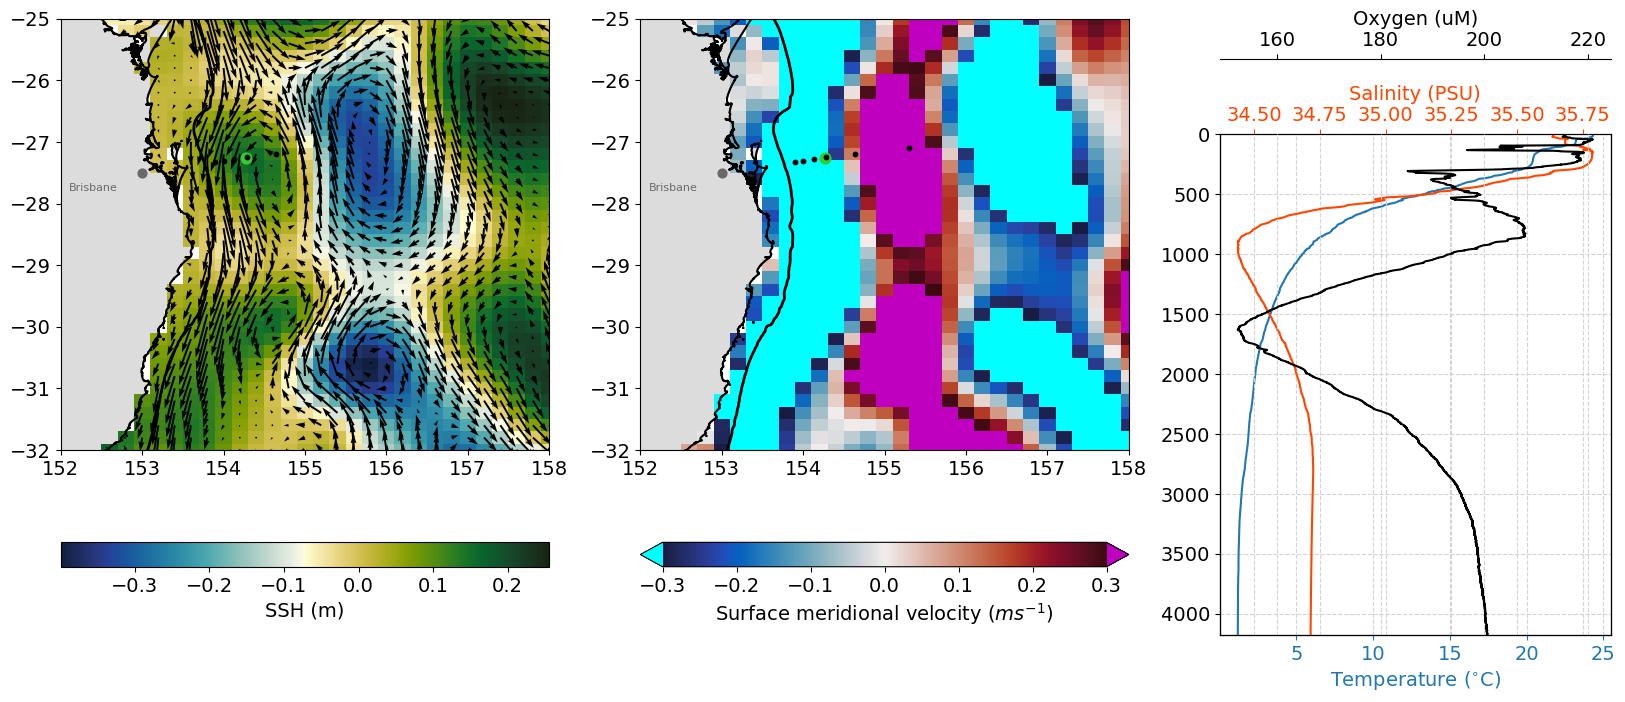 −25
−26
−27
−28
−29
−30
−31
−32
152 153 154 155 156 157 158
Brisbane
−0.3 −0.2 −0.1 0.0 0.1 0.2
SSH (m)
−25
−26
−27
−28
−29
−30
−31
−32
152 153 154 155 156 157 158
Brisbane
−0.3 −0.2 −0.1 0.0 0.1 0.2 0.3
Surface meridional velocity (ms⁻¹)
Oxygen (uM)
160 180 200 220
Salinity (PSU)
34.50 34.75 35.00 35.25 35.50 35.75
0
500
1000
1500
2000
2500
3000
3500
4000
5 10 15 20 25
Temperature (°C)